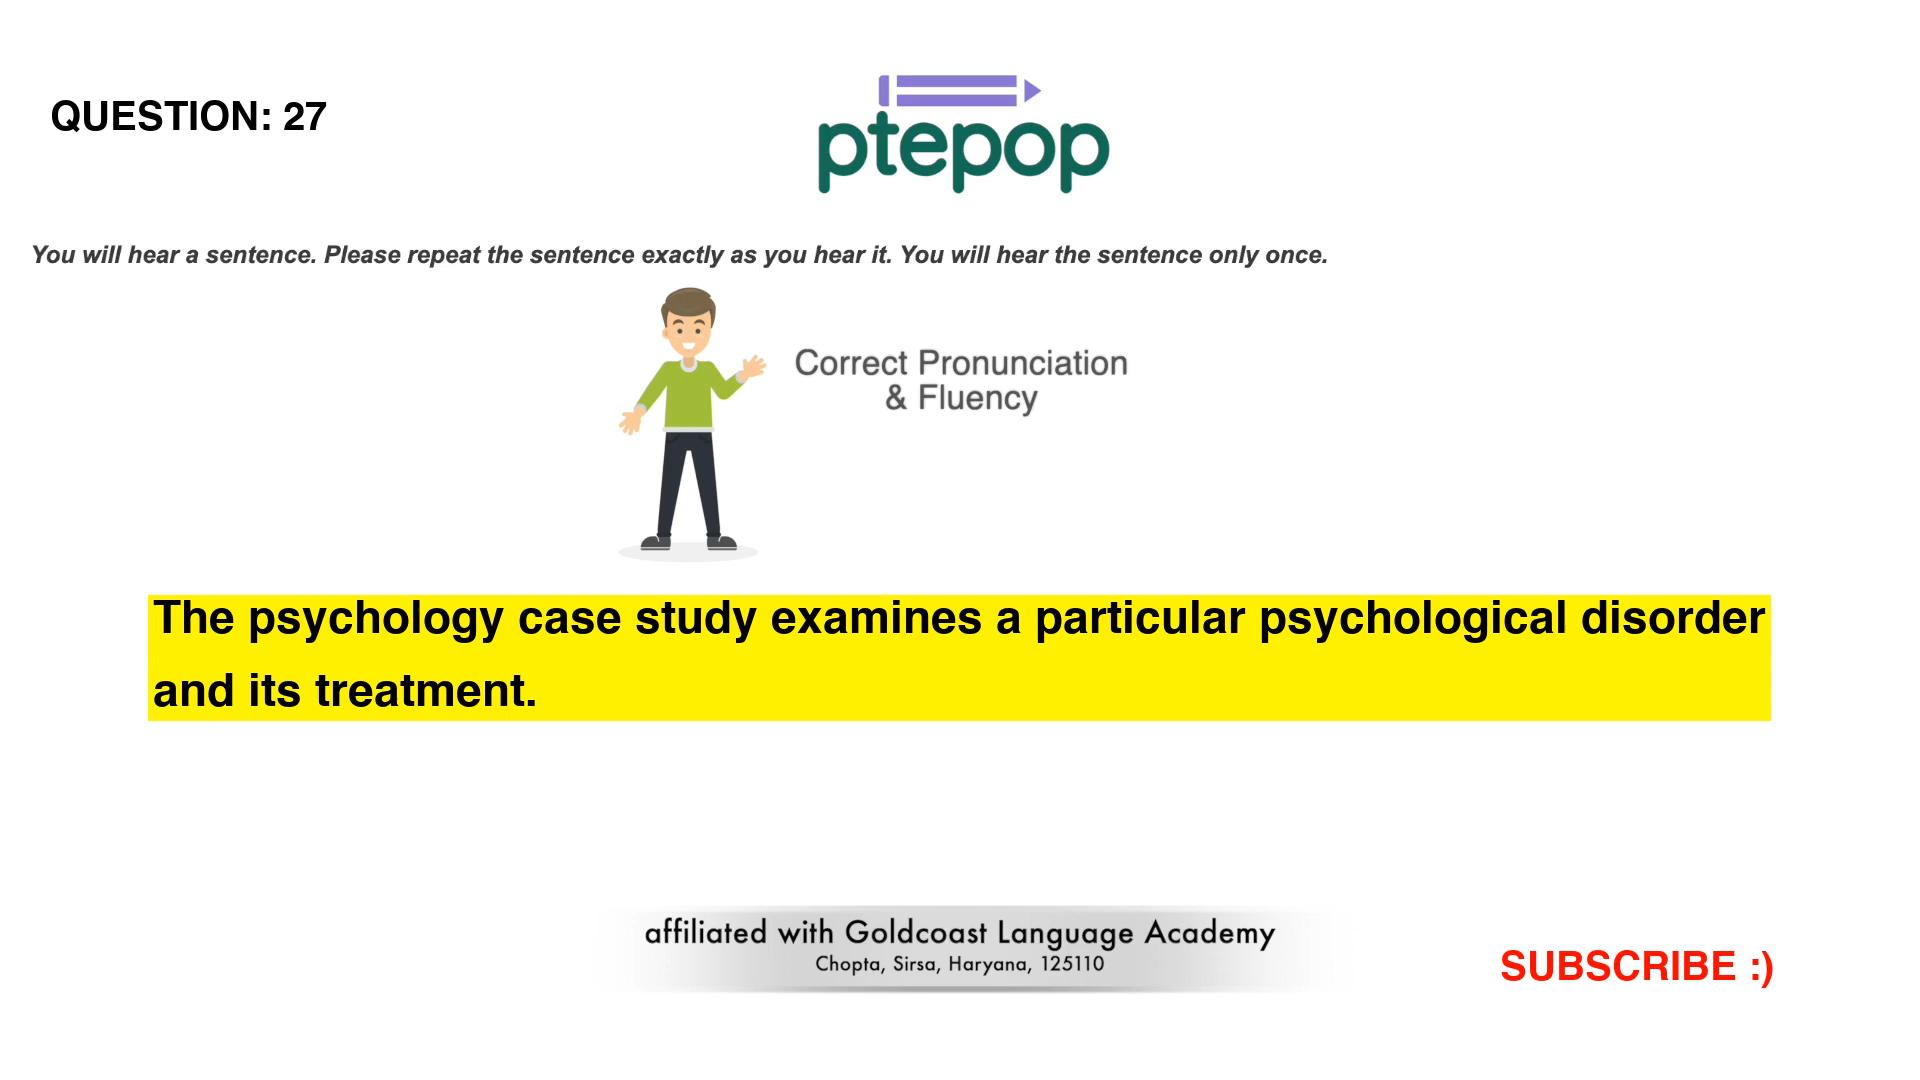 QUESTION: 27
ptepop
You will hear a sentence. Please repeat the sentence exactly as you hear it. You will hear the sentence only once.
Correct Pronunciation
& Fluency
The psychology case study examines a particular psychological disorder
and its treatment.
affiliated with Goldcoast Language Academy
Chopta, Sirsa, Haryana, 125110
SUBSCRIBE :)